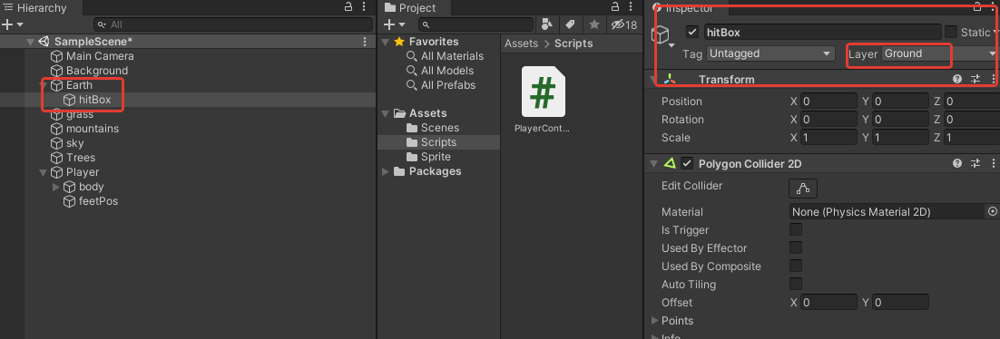 Hierarchy
All
SampleScene*
Main Camera
Background
Earth
hitBox
grass
mountains
sky
Trees
Player
body
feetPos
Project
18
Favorites
All Materials
All Models
All Prefabs
Assets
Scenes
Scripts
Sprite
Packages
Assets > Scripts
PlayerCont...
Inspector
hitBox
Static
Tag Untagged
Layer Ground
Transform
Position X 0 Y 0 Z 0
Rotation X 0 Y 0 Z 0
Scale X 1 Y 1 Z 1
Polygon Collider 2D
Edit Collider
Material None (Physics Material 2D)
Is Trigger
Used By Effector
Used By Composite
Auto Tiling
Offset X 0 Y 0
Points
Info